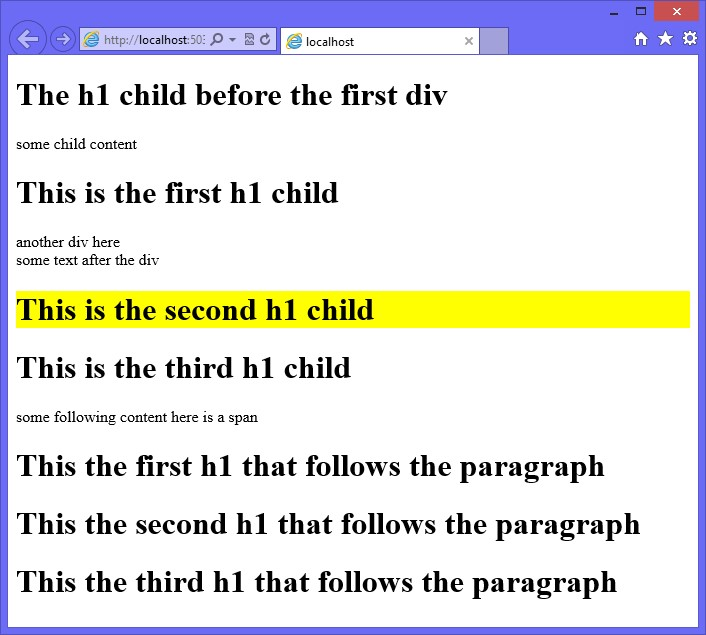 http://localhost:503
localhost
The h1 child before the first div
some child content
This is the first h1 child
another div here
some text after the div
This is the second h1 child
This is the third h1 child
some following content here is a span
This the first h1 that follows the paragraph
This the second h1 that follows the paragraph
This the third h1 that follows the paragraph